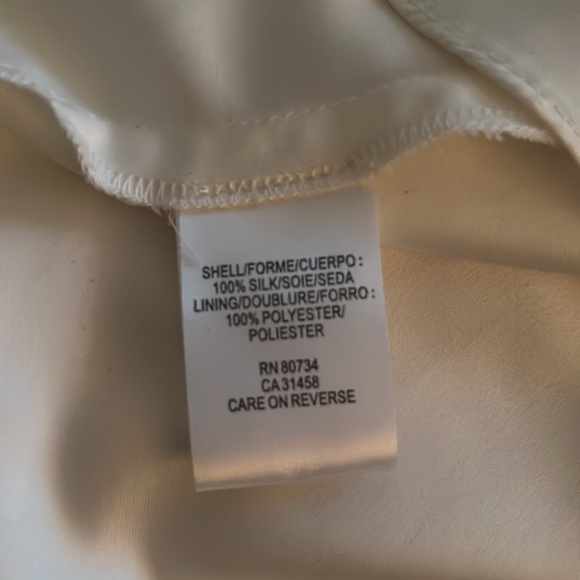 SHELL/FORME/CUERPO:
100% SILK/SOIE/SEDA
LINING/DOUBLURE/FORRO:
100% POLYESTER/
POLIESTER
RN 80734
CA 31458
CARE ON REVERSE